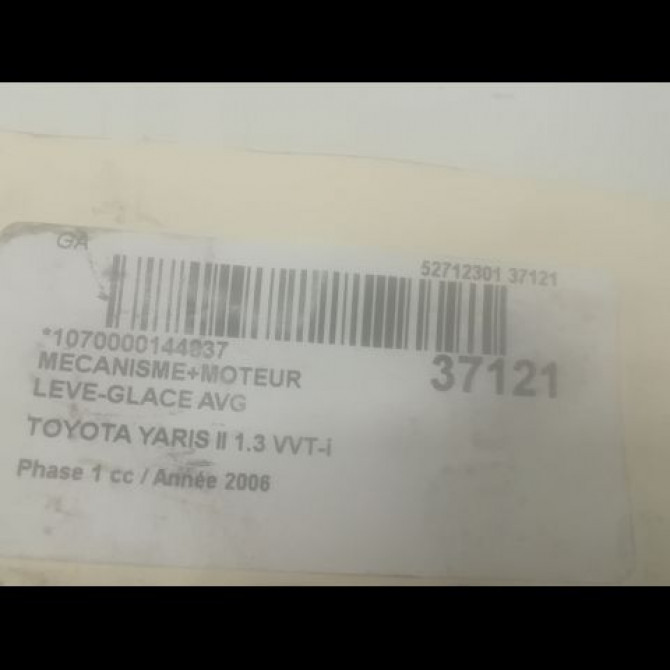 GA
52712301 37121
*1070000144837
37121
MECANISME+MOTEUR
LEVE-GLACE AVG
TOYOTA YARIS II 1.3 VVT-i
Phase 1 cc / Année 2006